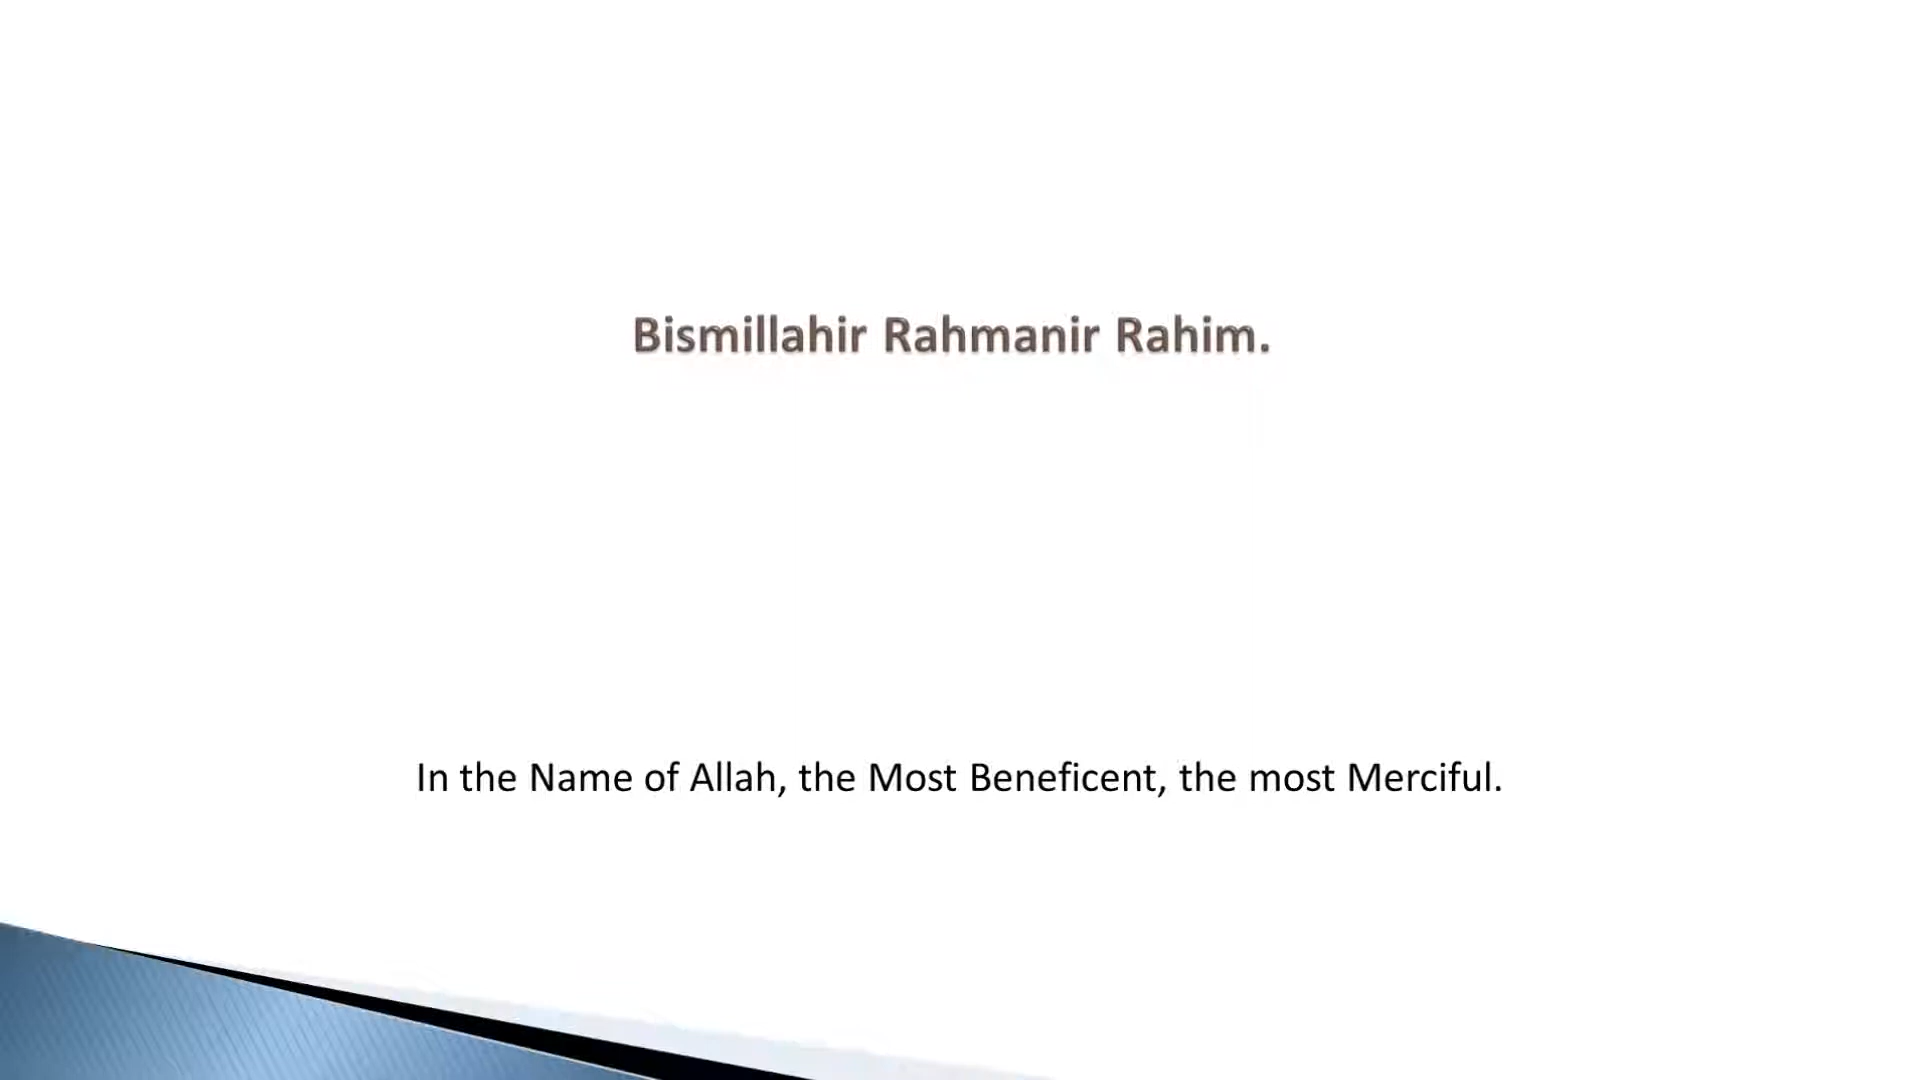 Bismillahir Rahmanir Rahim.
In the Name of Allah, the Most Beneficent, the most Merciful.